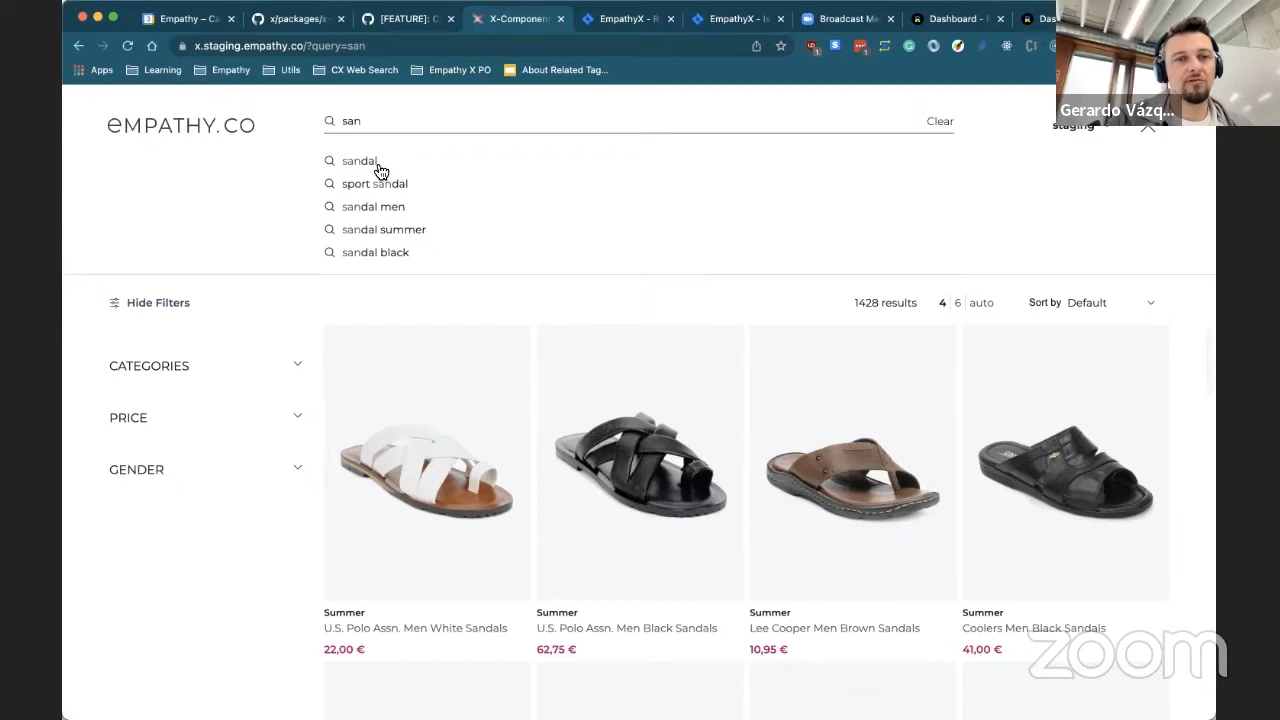 Empathy – Ca
x/packages/x-
[FEATURE]: C
X-Component
EmpathyX - R
EmpathyX - Is
Broadcast Me
Dashboard - P
Das
x.staging.empathy.co/?query=san
Apps
Learning
Empathy
Utils
CX Web Search
Empathy X PO
About Related Tag...
Gerardo Vázq...
eMPATHY.CO
san
Clear
staging
sandal
sport sandal
sandal men
sandal summer
sandal black
Hide Filters
1428 results
4
6
auto
Sort by
Default
CATEGORIES
PRICE
GENDER
Summer
U.S. Polo Assn. Men White Sandals
22,00 €
Summer
U.S. Polo Assn. Men Black Sandals
62,75 €
Summer
Lee Cooper Men Brown Sandals
10,95 €
Summer
Coolers Men Black Sandals
41,00 €
zoom